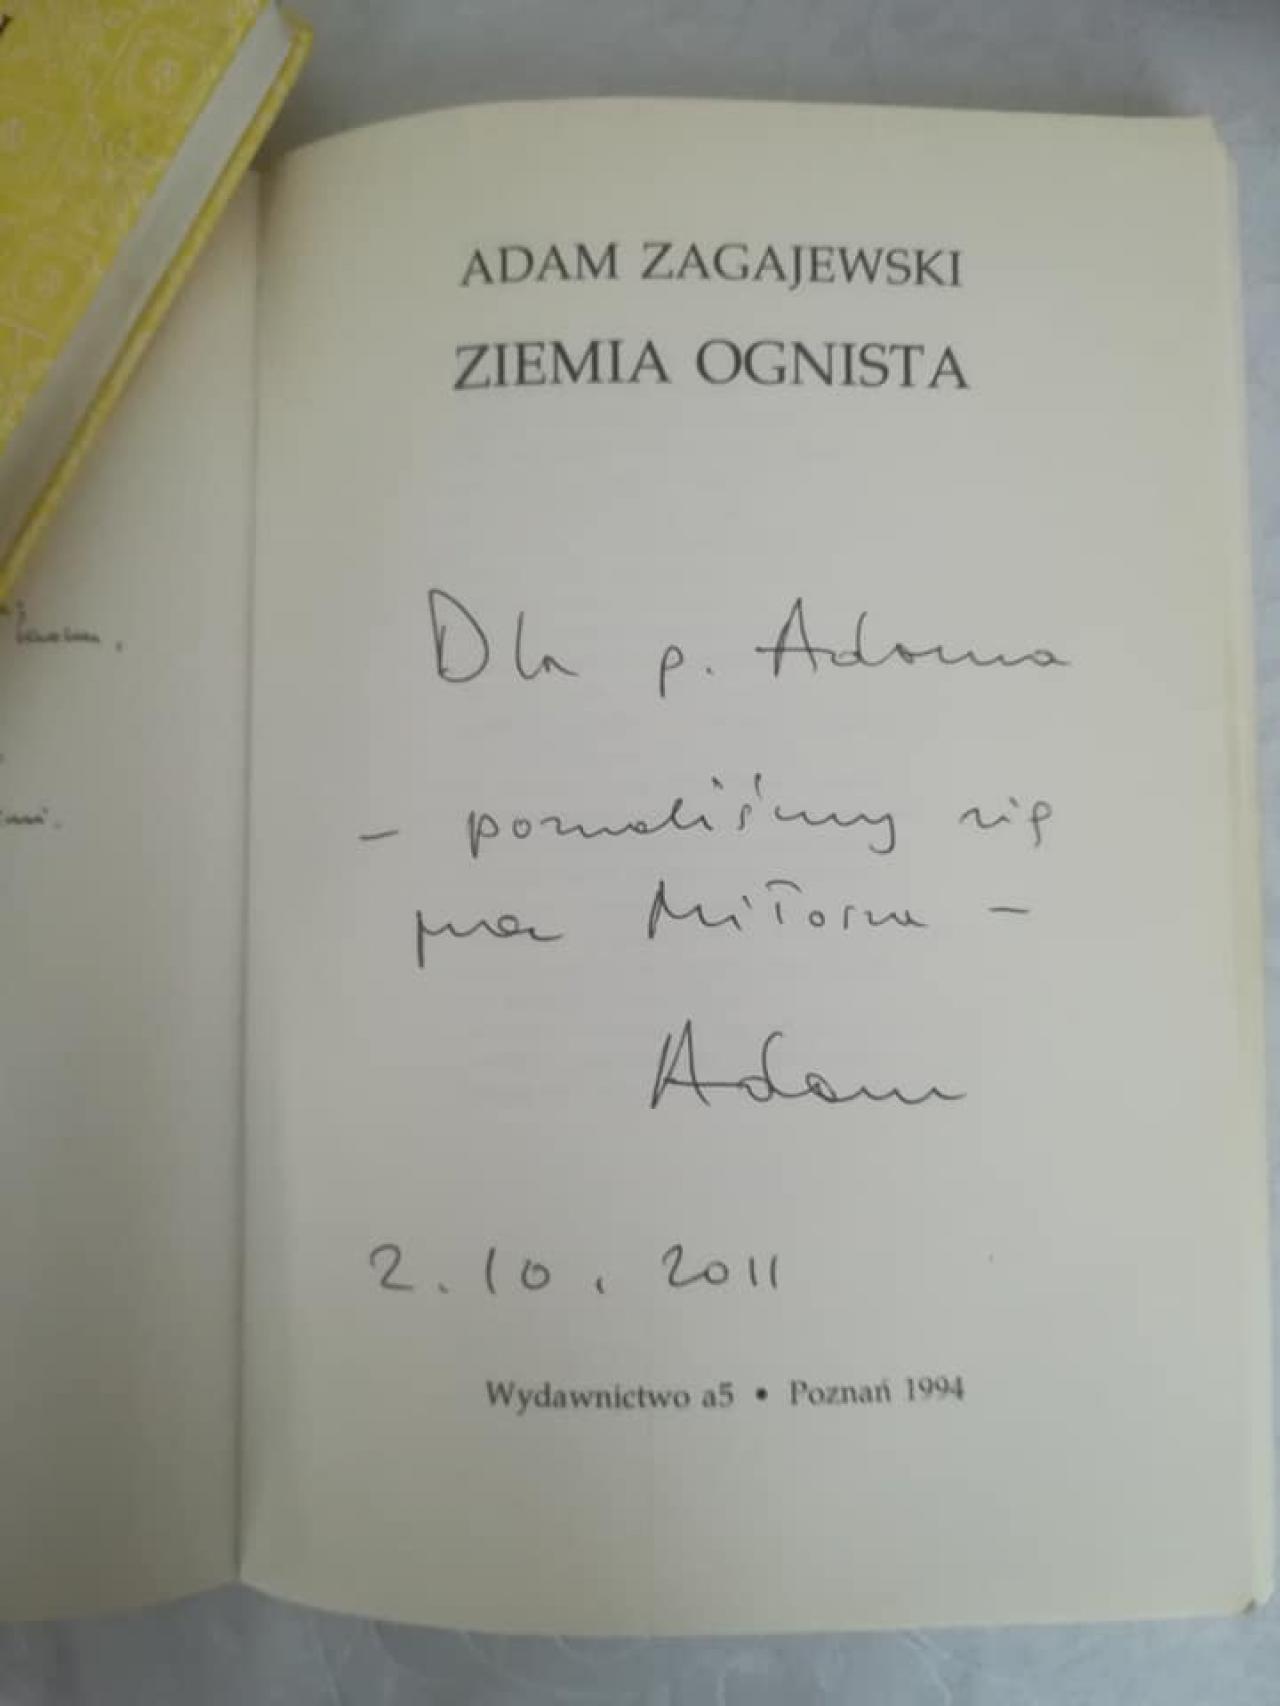 ADAM ZAGAJEWSKI
ZIEMIA OGNISTA
Dla p. Adama
– poznaliśmy się
przez Miłosza –
Adam
2.10.2011
Wydawnictwo a5 • Poznań 1994